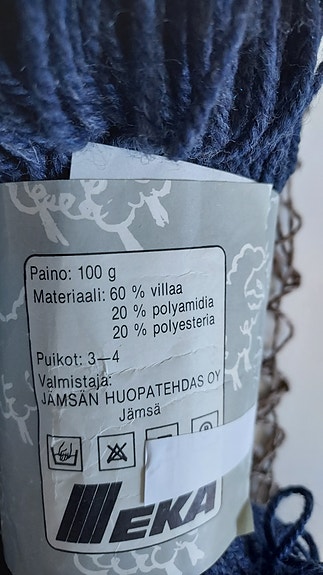 Paino: 100 g
Materiaali: 60 % villaa
20 % polyamidia
20 % polyesteria
Puikot: 3—4
Valmistaja:
JÄMSÄN HUOPATEHDAS OY
Jämsä
EKA